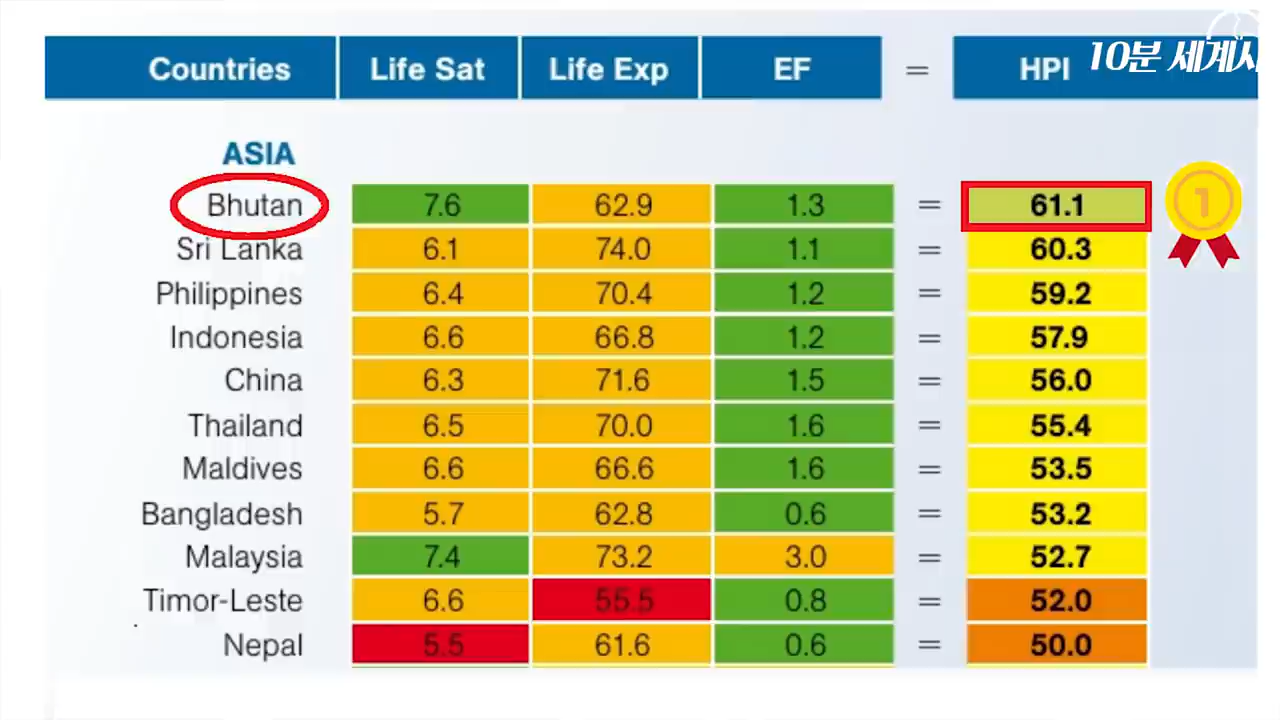 Countries Life Sat Life Exp EF = HPI 10분 세계사
ASIA
Bhutan 7.6 62.9 1.3 = 61.1 1
Sri Lanka 6.1 74.0 1.1 = 60.3
Philippines 6.4 70.4 1.2 = 59.2
Indonesia 6.6 66.8 1.2 = 57.9
China 6.3 71.6 1.5 = 56.0
Thailand 6.5 70.0 1.6 = 55.4
Maldives 6.6 66.6 1.6 = 53.5
Bangladesh 5.7 62.8 0.6 = 53.2
Malaysia 7.4 73.2 3.0 = 52.7
Timor-Leste 6.6 55.5 0.8 = 52.0
Nepal 5.5 61.6 0.6 = 50.0